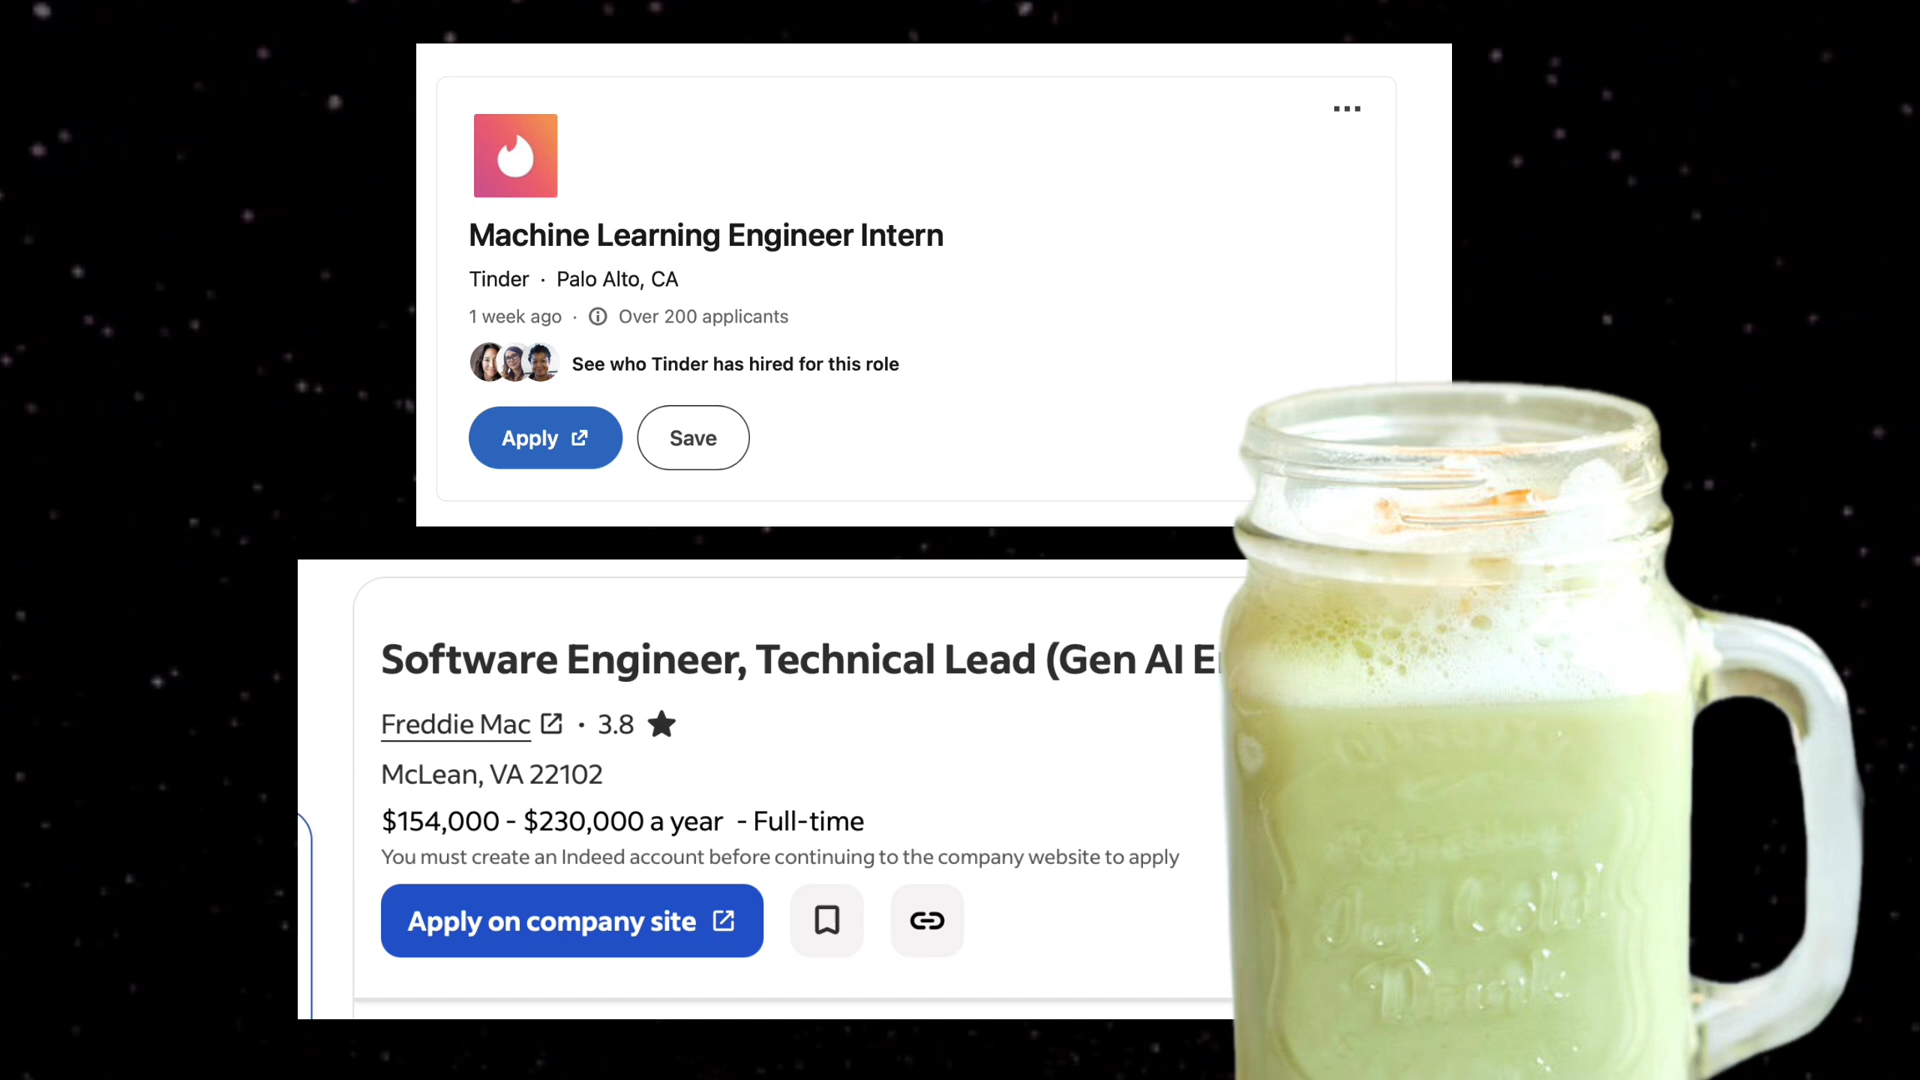 Machine Learning Engineer Intern
Tinder · Palo Alto, CA
1 week ago · Over 200 applicants
See who Tinder has hired for this role
Apply
Save
Software Engineer, Technical Lead (Gen AI
Freddie Mac · 3.8
McLean, VA 22102
$154,000 - $230,000 a year - Full-time
You must create an Indeed account before continuing to the company website to apply
Apply on company site
Ice Cold
Drink